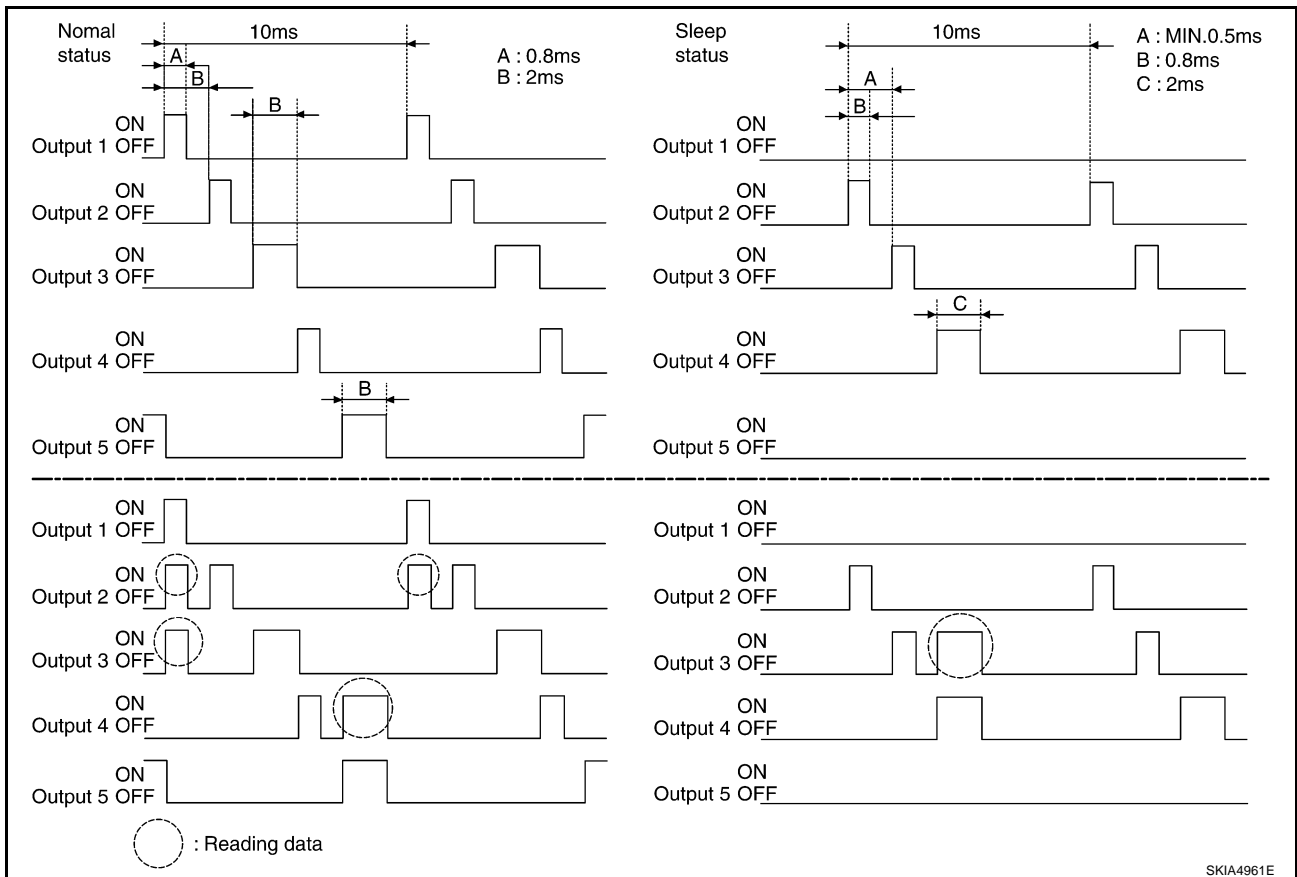 Nomal
status
10ms
A
B
B
A : 0.8ms
B : 2ms
ON
Output 1 OFF
ON
Output 2 OFF
ON
Output 3 OFF
ON
Output 4 OFF
B
ON
Output 5 OFF
Sleep
status
10ms
A
B
A : MIN.0.5ms
B : 0.8ms
C : 2ms
ON
Output 1 OFF
ON
Output 2 OFF
ON
Output 3 OFF
C
ON
Output 4 OFF
ON
Output 5 OFF
ON
Output 1 OFF
ON
Output 2 OFF
ON
Output 3 OFF
ON
Output 4 OFF
ON
Output 5 OFF
ON
Output 1 OFF
ON
Output 2 OFF
ON
Output 3 OFF
ON
Output 4 OFF
ON
Output 5 OFF
: Reading data
SKIA4961E